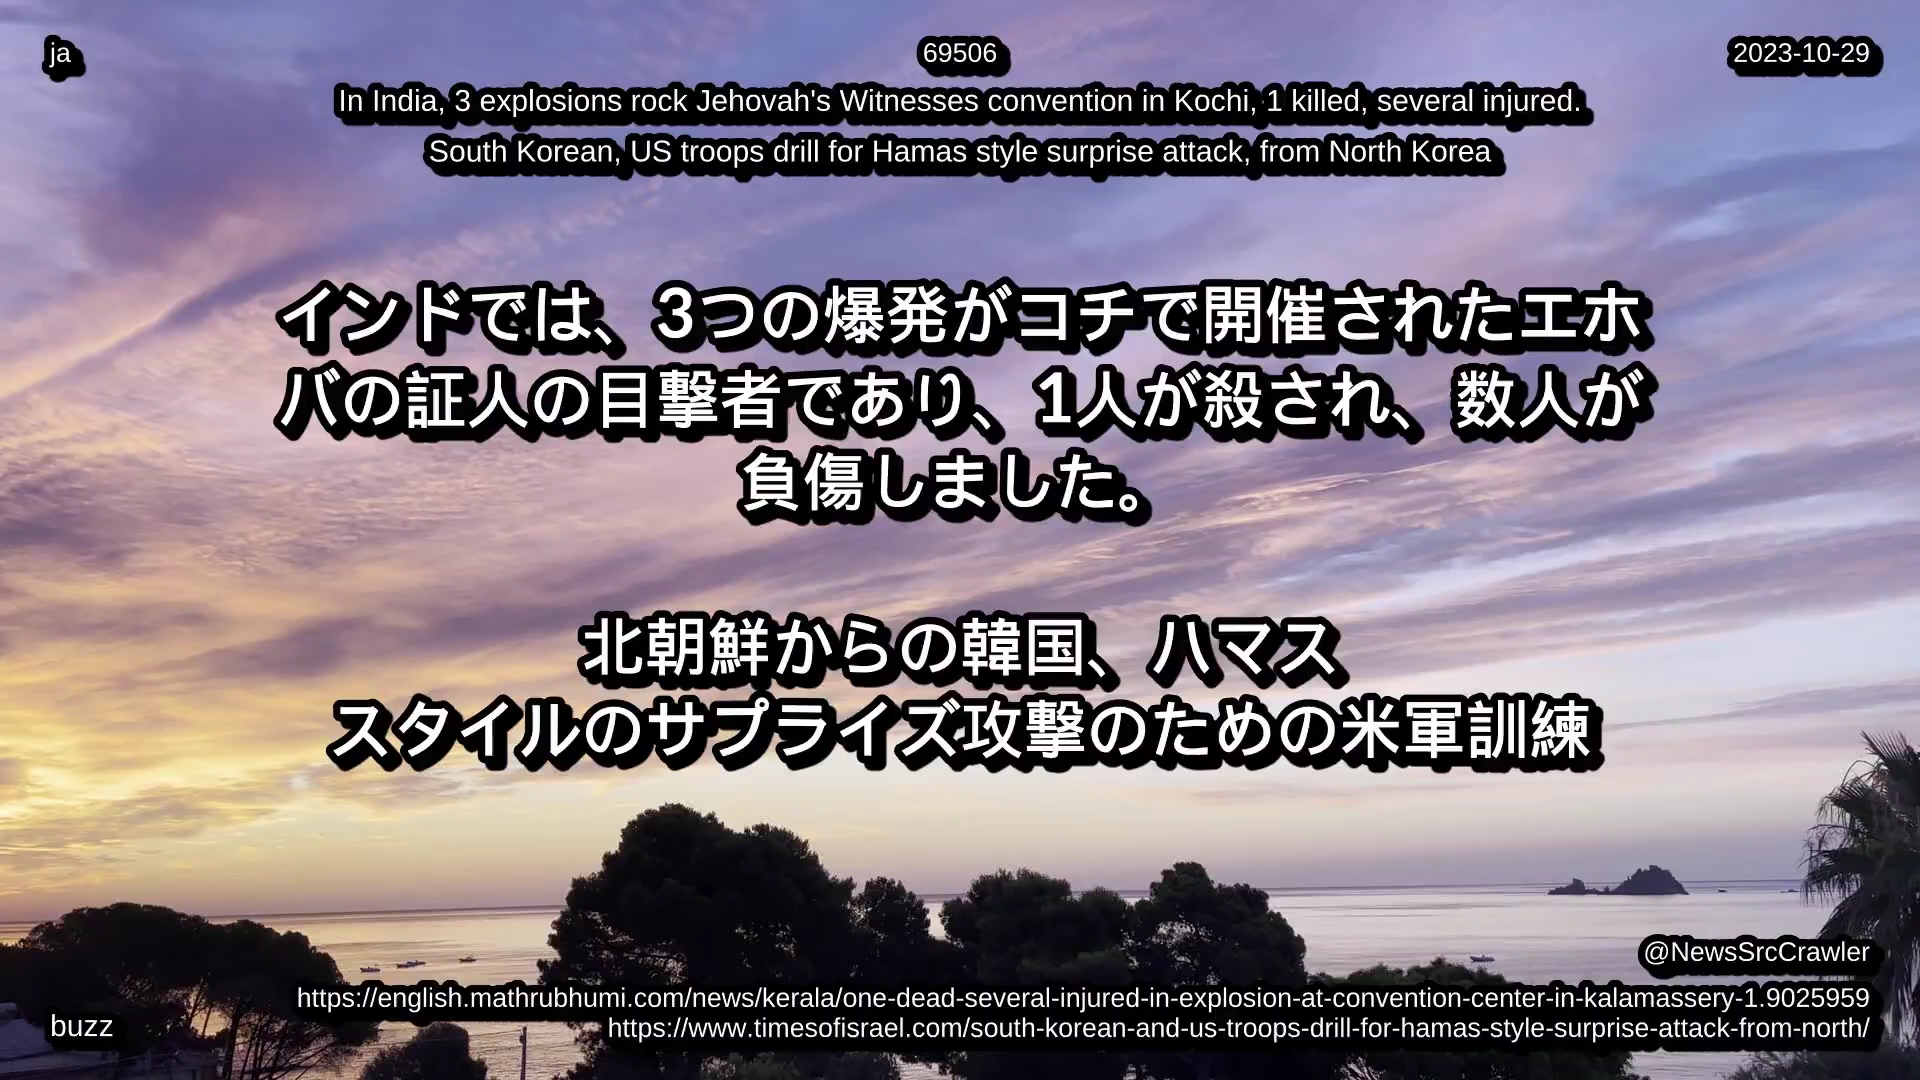 ja
69506
2023-10-29
In India, 3 explosions rock Jehovah's Witnesses convention in Kochi, 1 killed, several injured.
South Korean, US troops drill for Hamas style surprise attack, from North Korea
インドでは、3つの爆発がコチで開催されたエホ
バの証人の目撃者であり、1人が殺され、数人が
負傷しました。
北朝鮮からの韓国、ハマス
スタイルのサプライズ攻撃のための米軍訓練
@NewsSrcCrawler
https://english.mathrubhumi.com/news/kerala/one-dead-several-injured-in-explosion-at-convention-center-in-kalamassery-1.9025959
https://www.timesofisrael.com/south-korean-and-us-troops-drill-for-hamas-style-surprise-attack-from-north/
buzz